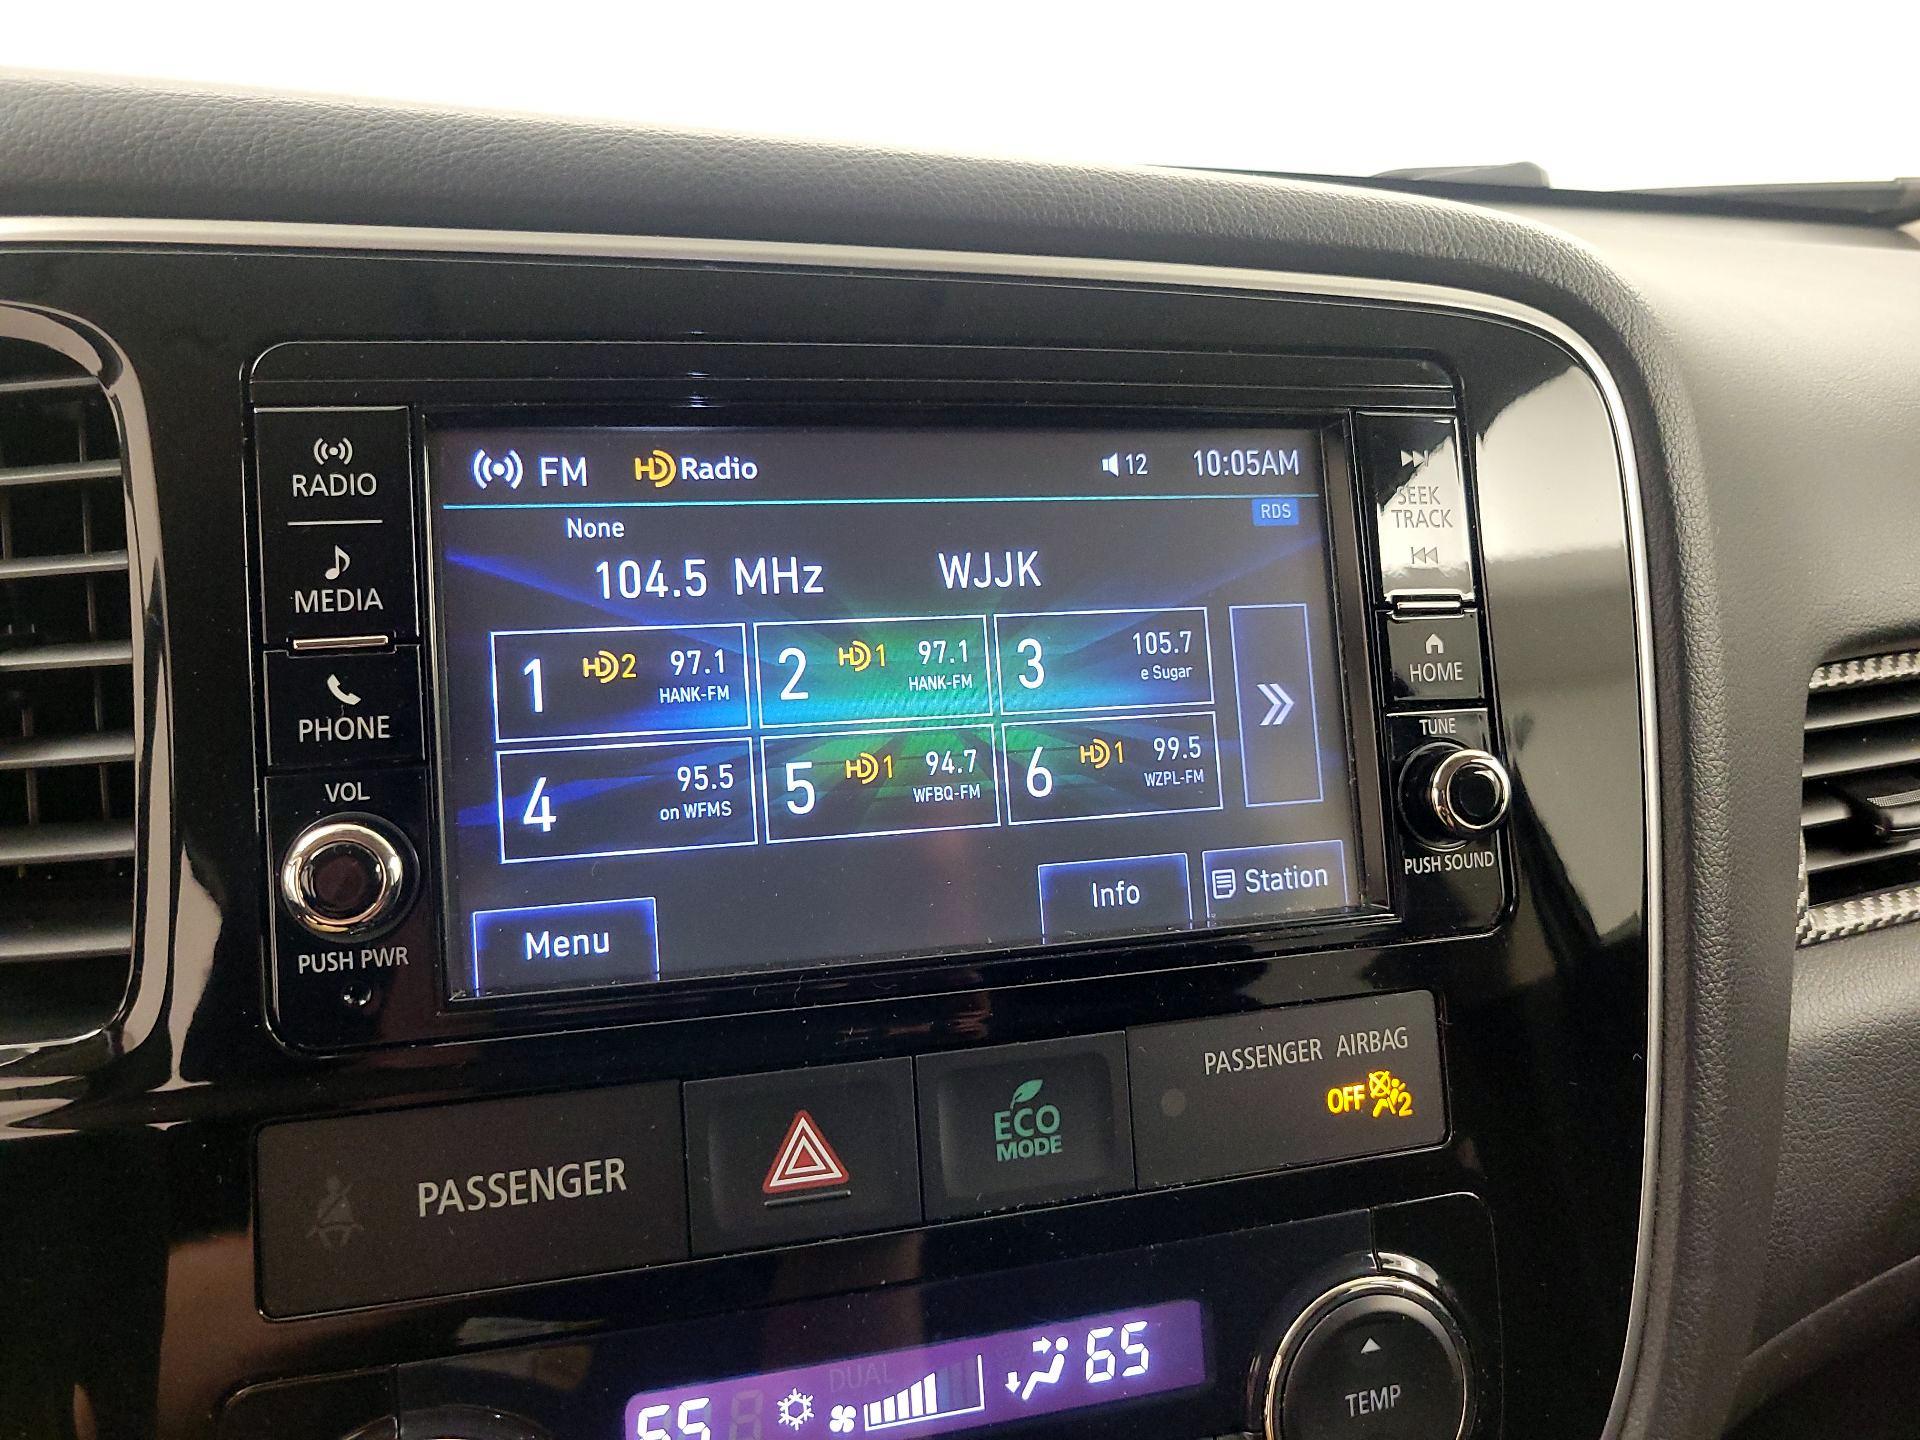 RADIO
MEDIA
PHONE
VOL
PUSH PWR
FM HD Radio 12 10:05AM
RDS
None
104.5 MHz WJJK
1 HD2 97.1
HANK-FM
2 HD1 97.1
HANK-FM
3 105.7
e Sugar
4 95.5
on WFMS
5 HD1 94.7
WFBQ-FM
6 HD1 99.5
WZPL-FM
Menu
Info
Station
SEEK
TRACK
HOME
TUNE
PUSH SOUND
PASSENGER
ECO
MODE
PASSENGER AIRBAG
OFF 2
DUAL
65
65
TEMP